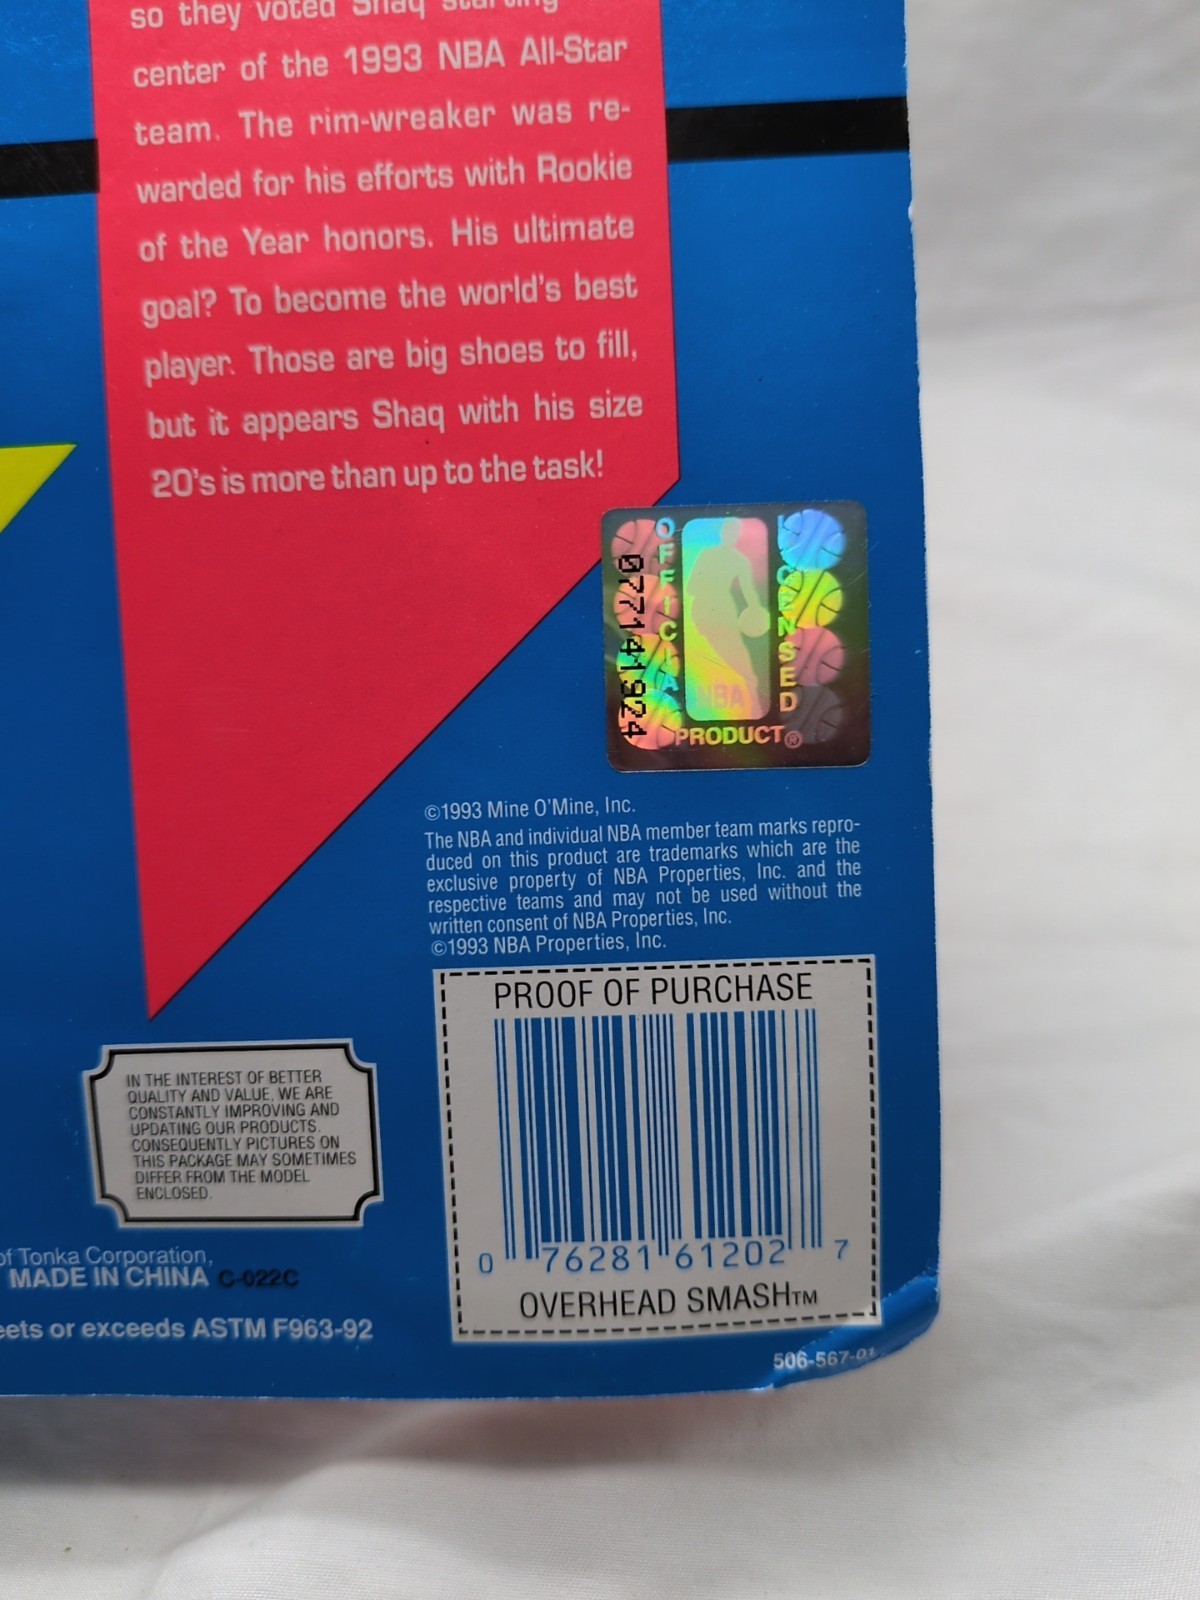 so they voted Shaq starting
center of the 1993 NBA All-Star
team. The rim-wreaker was re-
warded for his efforts with Rookie
of the Year honors. His ultimate
goal? To become the world's best
player. Those are big shoes to fill,
but it appears Shaq with his size
20's is more than up to the task!
OFFICIAL
LICENSED
NBA
PRODUCT®
077141924
©1993 Mine O'Mine, Inc.
The NBA and individual NBA member team marks repro-
duced on this product are trademarks which are the
exclusive property of NBA Properties, Inc. and the
respective teams and may not be used without the
written consent of NBA Properties, Inc.
©1993 NBA Properties, Inc.
PROOF OF PURCHASE
0 76281 61202 7
OVERHEAD SMASH™
506-567-01
IN THE INTEREST OF BETTER
QUALITY AND VALUE, WE ARE
CONSTANTLY IMPROVING AND
UPDATING OUR PRODUCTS.
CONSEQUENTLY PICTURES ON
THIS PACKAGE MAY SOMETIMES
DIFFER FROM THE MODEL
ENCLOSED.
of Tonka Corporation,
MADE IN CHINA C-022C
eets or exceeds ASTM F963-92